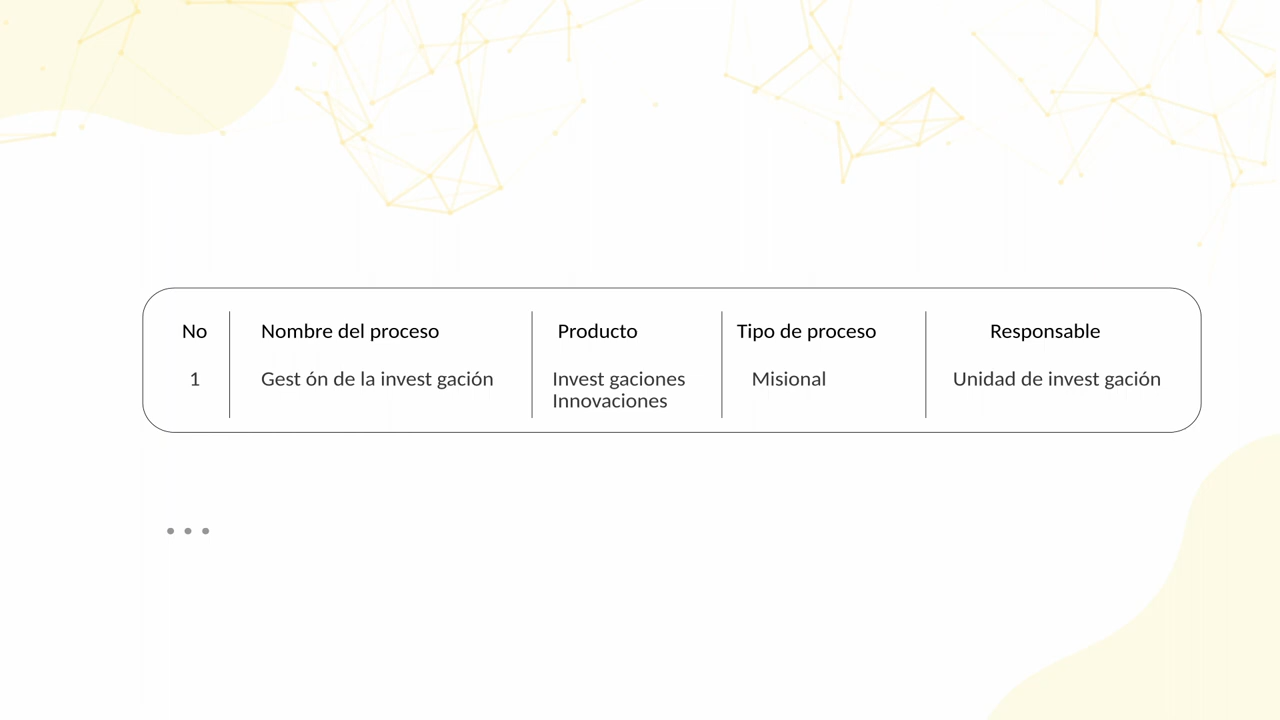 No Nombre del proceso Producto Tipo de proceso Responsable
1 Gest ón de la invest gación Invest gaciones Misional Unidad de invest gación
Innovaciones
...